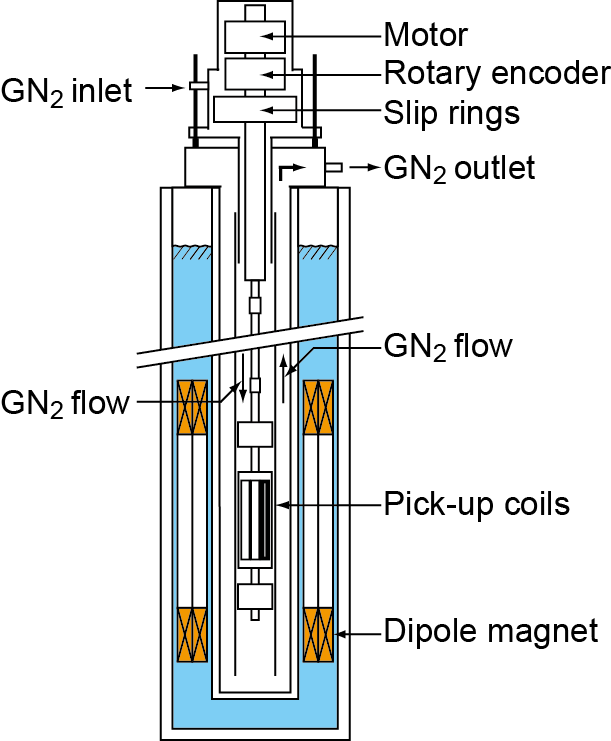 Motor
Rotary encoder
GN2 inlet
Slip rings
GN2 outlet
GN2 flow
GN2 flow
Pick-up coils
Dipole magnet